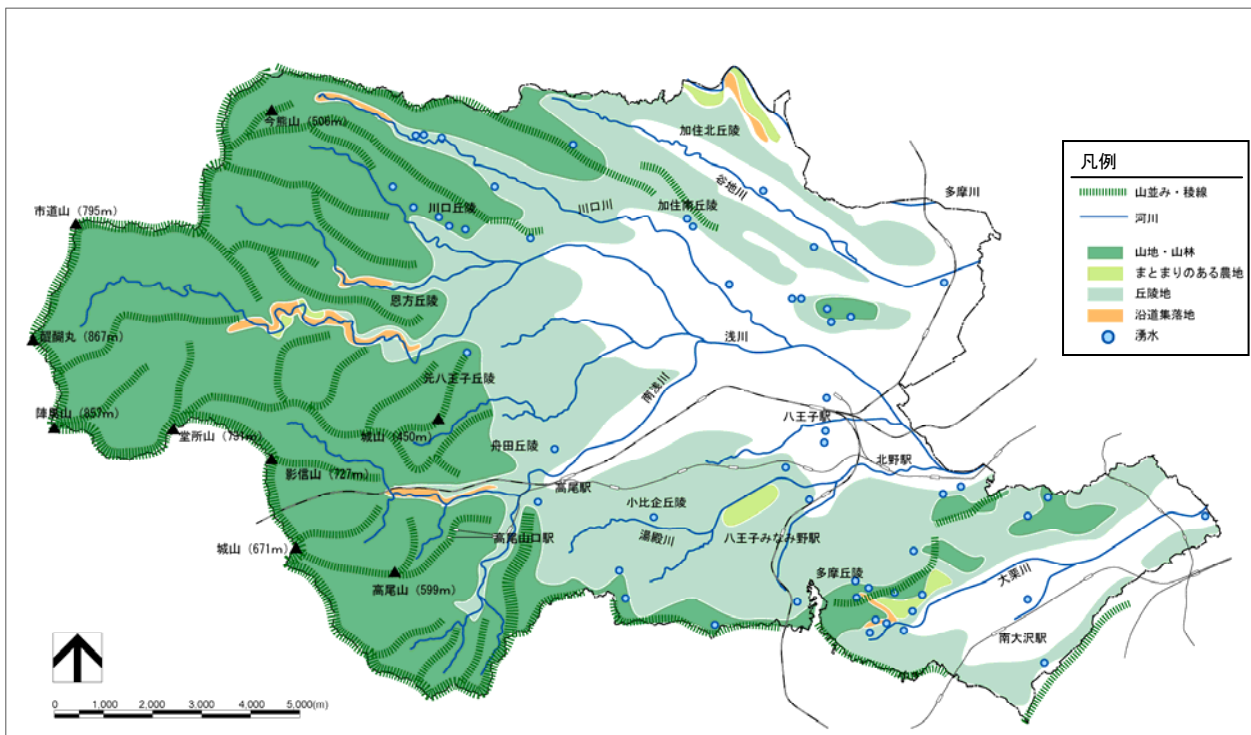 加住北丘陵
今熊山 (506m)
谷地川
多摩川
市道山 (795m)
川口丘陵
川口川
加住南丘陵
恩方丘陵
醍醐丸 (867m)
浅川
元八王子丘陵
南浅川
陣馬山 (857m)
堂所山 (731m)
城山 (450m)
八王子駅
舟田丘陵
北野駅
影信山 (727m)
高尾駅
小比企丘陵
高尾山口駅
湯殿川
八王子みなみ野駅
城山 (671m)
多摩丘陵
大栗川
高尾山 (599m)
南大沢駅
凡例
山並み・稜線
河川
山地・山林
まとまりのある農地
丘陵地
沿道集落地
湧水
0 1,000 2,000 3,000 4,000 5,000(m)